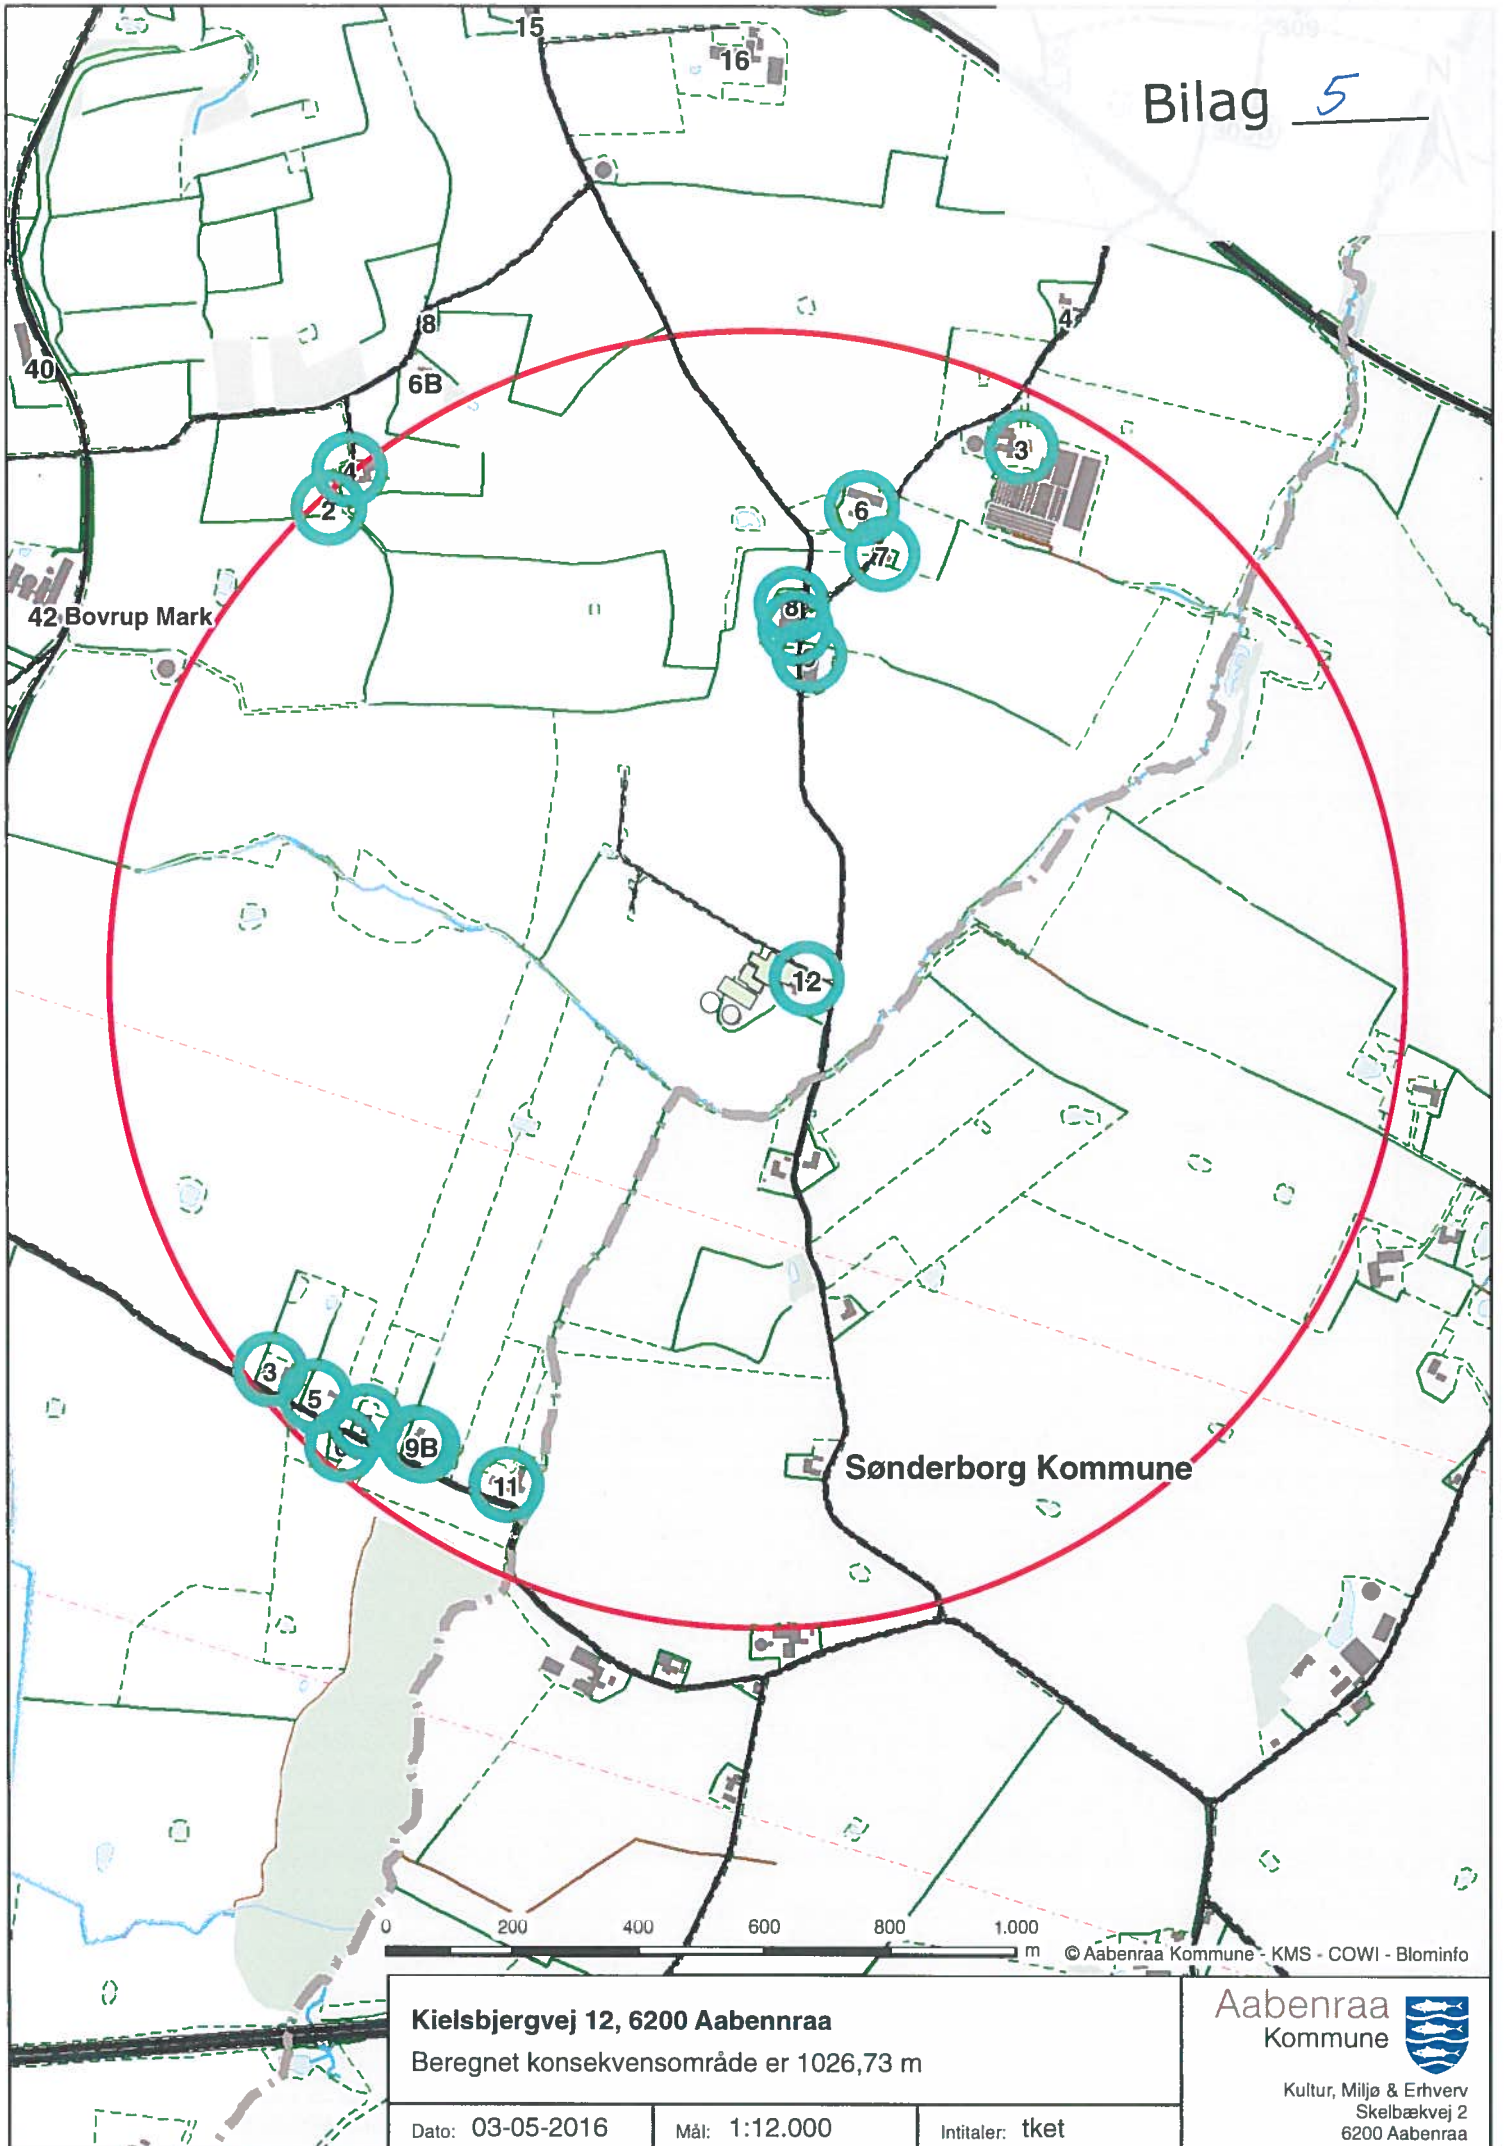 15
16
Bilag 5
4
8
40
6B
4
3
2
6
7
42 Bovrup Mark
8
12
3
5
9B
11
Sønderborg Kommune
0 200 400 600 800 1.000
m
© Aabenraa Kommune - KMS - COWI - Blominfo
Kielsbjergvej 12, 6200 Aabennraa
Beregnet konsekvensområde er 1026,73 m
Dato: 03-05-2016 Mål: 1:12.000 Intitaler: tket
Aabenraa
Kommune
Kultur, Miljø & Erhverv
Skelbækvej 2
6200 Aabenraa